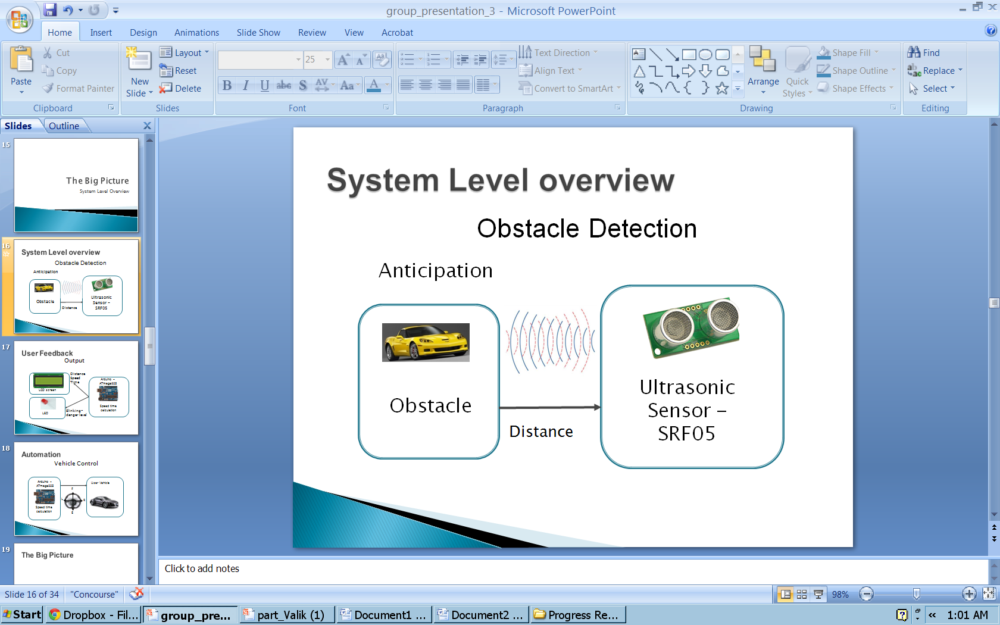 group_presentation_3 - Microsoft PowerPoint
Home
Insert
Design
Animations
Slide Show
Review
View
Acrobat
Paste
Cut
Copy
Format Painter
Clipboard
New
Slide
Layout
Reset
Delete
Slides
25
B I U abc S AV Aa A
Font
Text Direction
Align Text
Convert to SmartArt
Paragraph
Arrange
Quick
Styles
Shape Fill
Shape Outline
Shape Effects
Drawing
Find
Replace
Select
Editing
Slides
Outline
15
The Big Picture
System Level Overview
16
System Level overview
Obstacle Detection
Anticipation
Obstacle
Distance
Ultrasonic
Sensor –
SRF05
17
User Feedback
Output
LCD screen
Distance
Speed
Time
Arduino –
ATmega328
Speed time
calculation
LED
Blinking–
danger level
18
Automation
Vehicle Control
Arduino –
ATmega328
Speed time
calculation
F
L
R
User Vehicle
19
The Big Picture
System Level overview
Obstacle Detection
Anticipation
Obstacle
Distance
Ultrasonic
Sensor –
SRF05
Click to add notes
Slide 16 of 34
"Concourse"
98%
Start
Dropbox - Fil...
group_pre...
part_Valik (1)
Document1 ...
Document2 ...
Progress Re...
1:01 AM